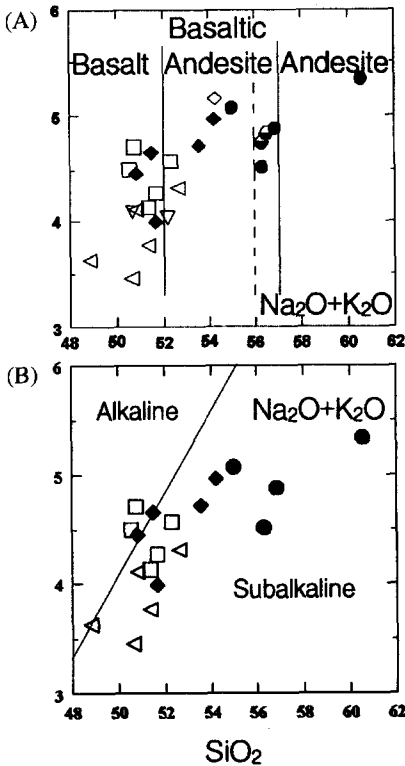 (A)
6
Basaltic
Basalt Andesite Andesite
5
4
3
Na₂O+K₂O
48 50 52 54 56 58 60 62
(B)
6
Alkaline Na₂O+K₂O
5
4
Subalkaline
3
48 50 52 54 56 58 60 62
SiO₂